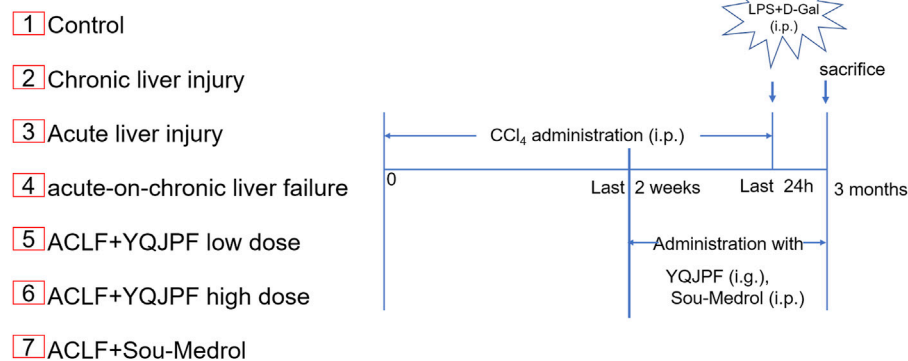 1 Control
2 Chronic liver injury
3 Acute liver injury
4 acute-on-chronic liver failure
5 ACLF+YQJPF low dose
6 ACLF+YQJPF high dose
7 ACLF+Sou-Medrol
LPS+D-Gal
(i.p.)
sacrifice
CCl₄ administration (i.p.)
0
Last 2 weeks
Last 24h
3 months
Administration with
YQJPF (i.g.),
Sou-Medrol (i.p.)